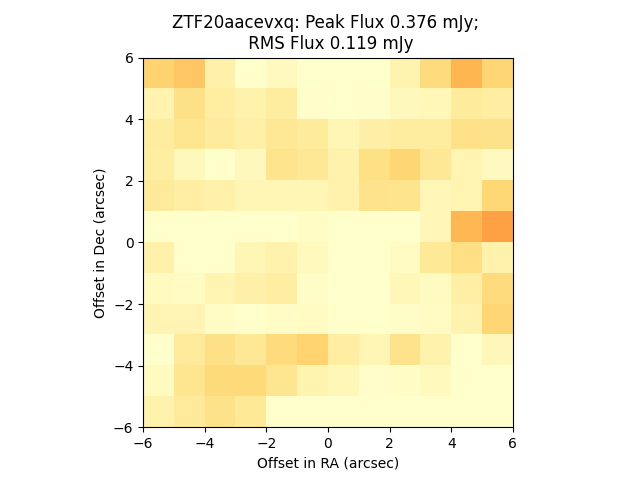 ZTF20aacevxq: Peak Flux 0.376 mJy;
RMS Flux 0.119 mJy
6
4
2
0
−2
−4
−6
Offset in Dec (arcsec)
−6 −4 −2 0 2 4 6
Offset in RA (arcsec)